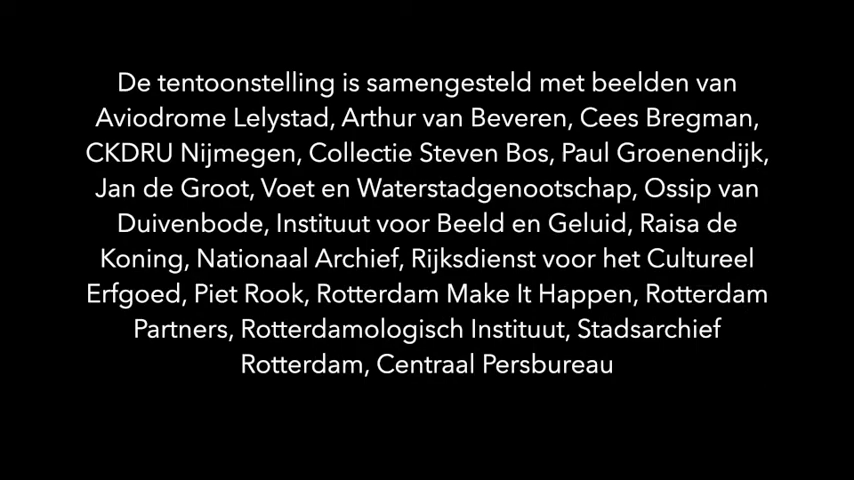 De tentoonstelling is samengesteld met beelden van
Aviodrome Lelystad, Arthur van Beveren, Cees Bregman,
CKDRU Nijmegen, Collectie Steven Bos, Paul Groenendijk,
Jan de Groot, Voet en Waterstadgenootschap, Ossip van
Duivenbode, Instituut voor Beeld en Geluid, Raisa de
Koning, Nationaal Archief, Rijksdienst voor het Cultureel
Erfgoed, Piet Rook, Rotterdam Make It Happen, Rotterdam
Partners, Rotterdamologisch Instituut, Stadsarchief
Rotterdam, Centraal Persbureau